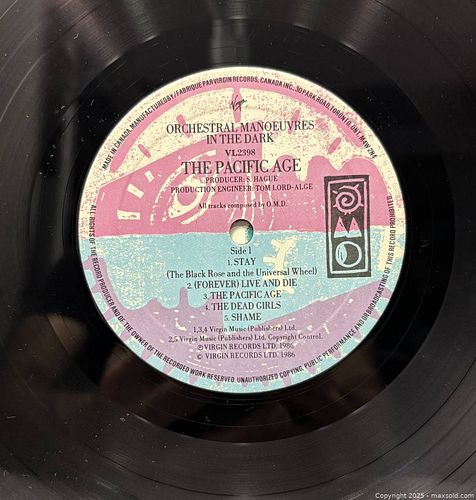 MADE IN CANADA. MANUFACTURED BY/FABRIQUE PAR VIRGIN RECORDS, CANADA INC. 30 PARK ROAD, TORONTO, ONT. M4W 2N4
Virgin
ORCHESTRAL MANOEUVRES
IN THE DARK
VL2398
THE PACIFIC AGE
PRODUCER: S. HAGUE
PRODUCTION ENGINEER: TOM LORD-ALGE
All tracks composed by O.M.D.
OMD
Side 1
1. STAY
(The Black Rose and the Universal Wheel)
2. (FOREVER) LIVE AND DIE
3. THE PACIFIC AGE
4. THE DEAD GIRLS
5. SHAME
1,3,4 Virgin Music (Publishers) Ltd.
2,5 Virgin Music (Publishers) Ltd. Copyright Control.
℗ VIRGIN RECORDS LTD. 1986
© VIRGIN RECORDS LTD. 1986
ALL RIGHTS OF THE RECORD PRODUCER AND OF THE OWNER OF THE RECORDED WORK RESERVED. UNAUTHORIZED COPYING, PUBLIC PERFORMANCE AND/OR BROADCASTING OF THIS RECORD PROHIBITED
Copyright 2025 - maxsold.com